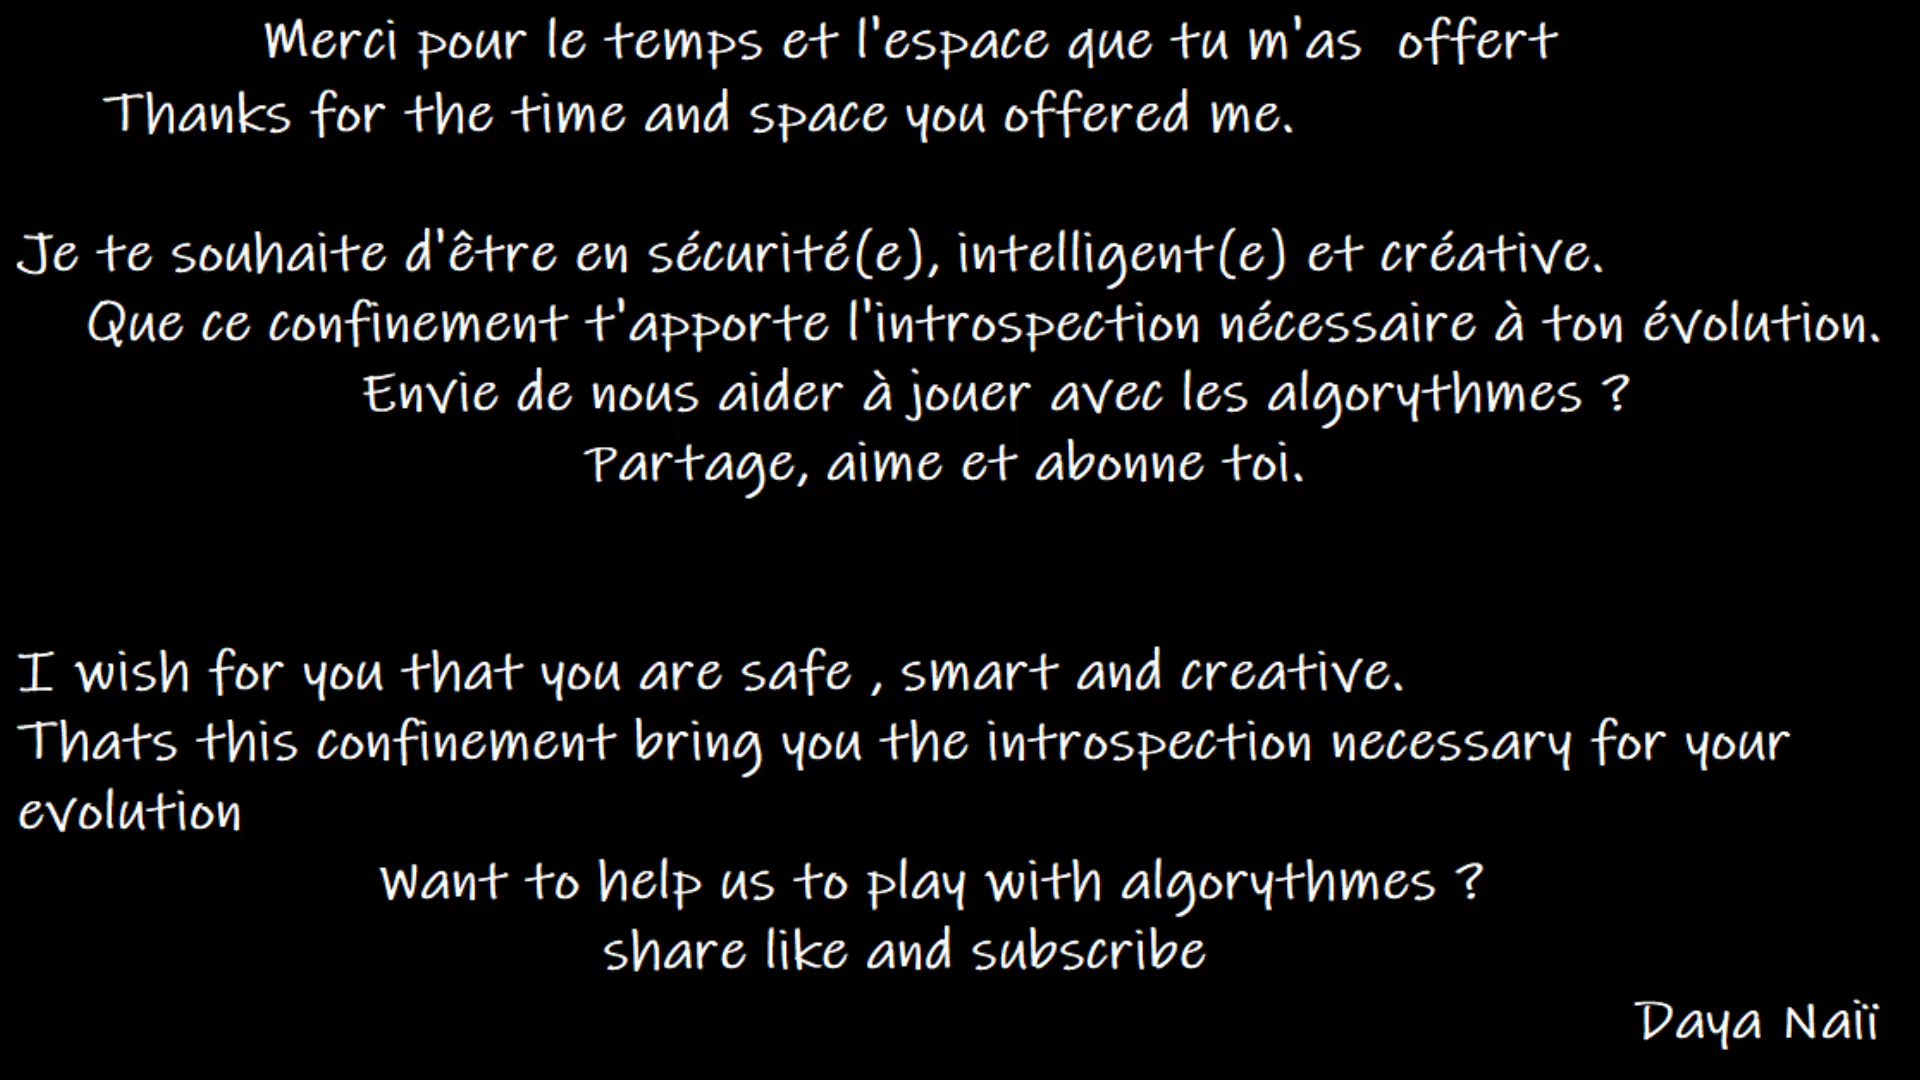 Merci pour le temps et l'espace que tu m'as offert
Thanks for the time and space you offered me.
Je te souhaite d'être en sécurité(e), intelligent(e) et créative.
Que ce confinement t'apporte l'introspection nécessaire à ton évolution.
Envie de nous aider à jouer avec les algorythmes ?
Partage, aime et abonne toi.
I wish for you that you are safe , smart and creative.
Thats this confinement bring you the introspection necessary for your
evolution
Want to help us to play with algorythmes ?
share like and subscribe
Daya Naïï